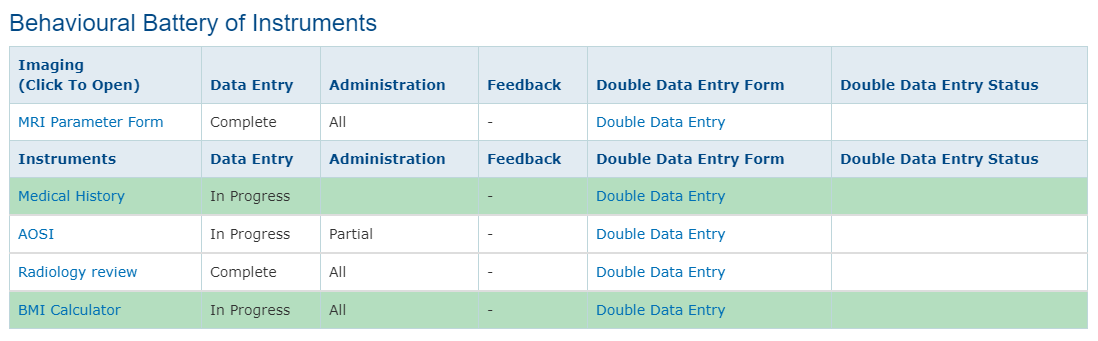 Behavioural Battery of Instruments
Imaging
(Click To Open) Data Entry Administration Feedback Double Data Entry Form Double Data Entry Status
MRI Parameter Form Complete All - Double Data Entry
Instruments Data Entry Administration Feedback Double Data Entry Form Double Data Entry Status
Medical History In Progress - Double Data Entry
AOSI In Progress Partial - Double Data Entry
Radiology review Complete All - Double Data Entry
BMI Calculator In Progress All - Double Data Entry